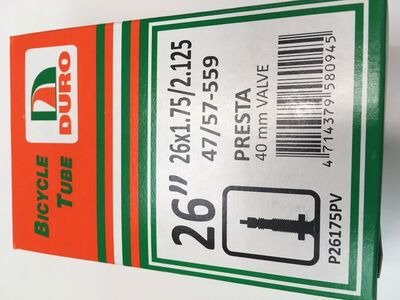 DURO
BICYCLE
TUBE
26" 26x1.75/2.125
47/57-559
PRESTA
40 mm VALVE
4 714379 580945
P26175PV